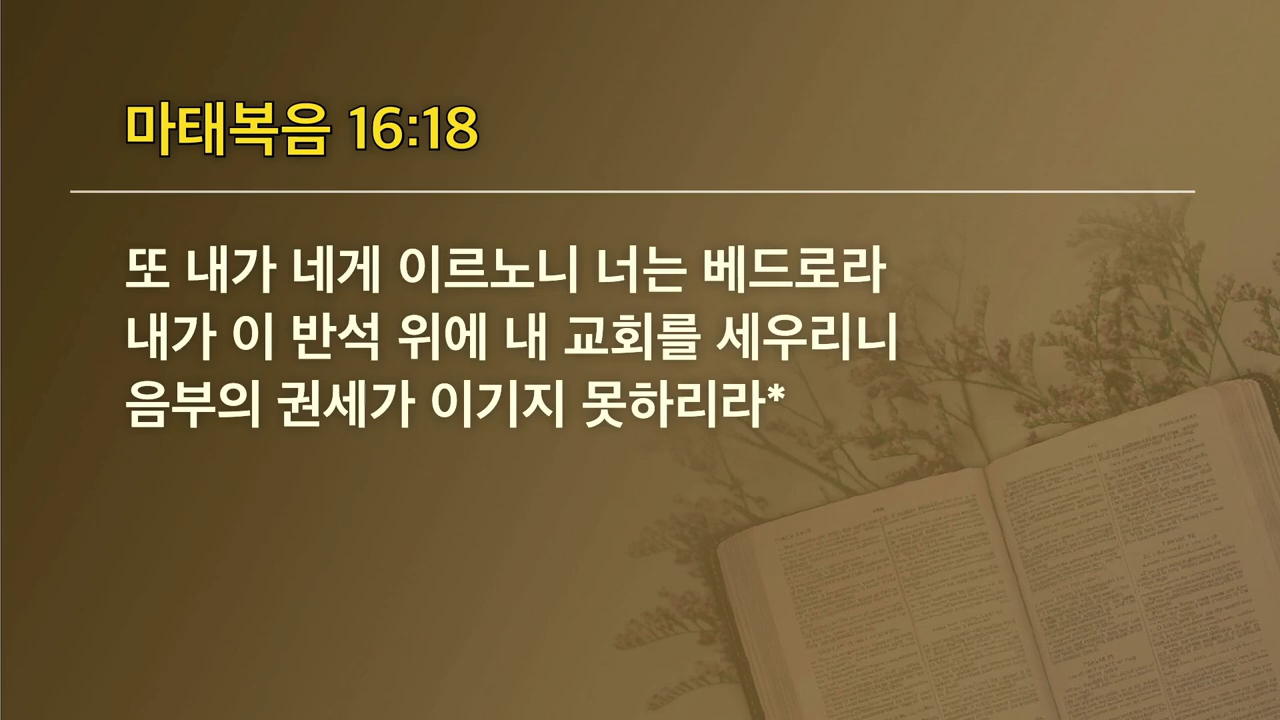 마태복음 16:18
또 내가 네게 이르노니 너는 베드로라
내가 이 반석 위에 내 교회를 세우리니
음부의 권세가 이기지 못하리라*